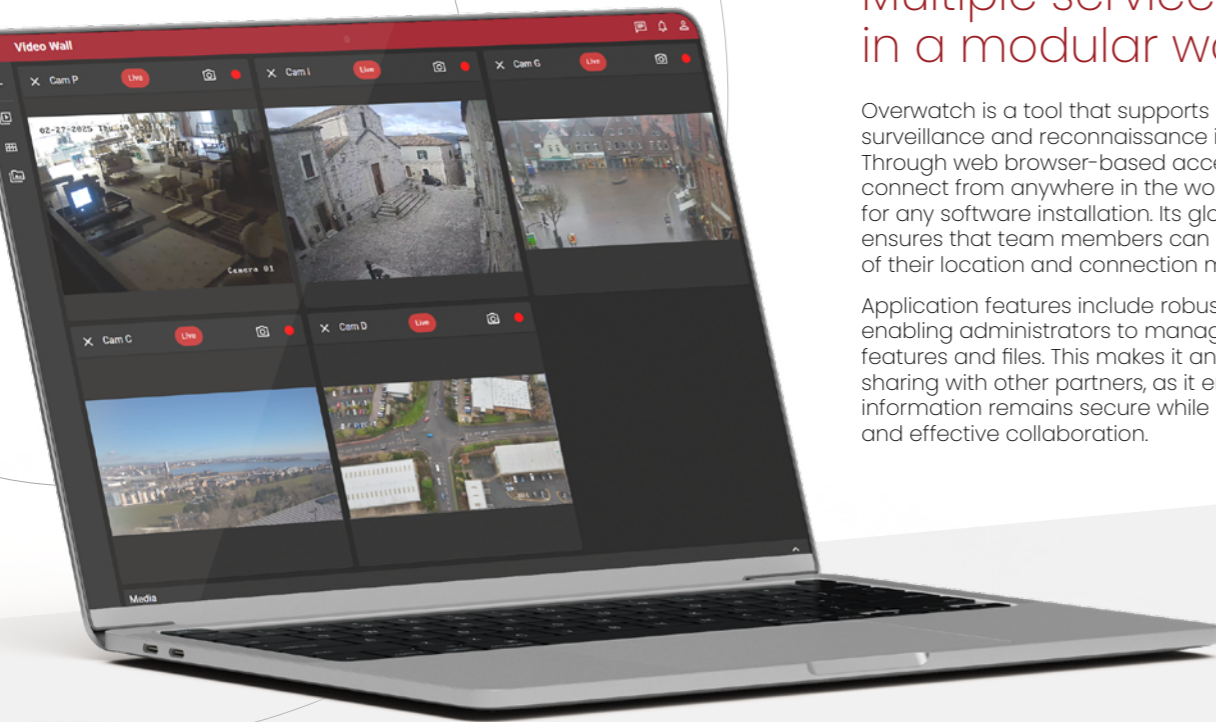 Multiple service
in a modular wo
Overwatch is a tool that supports
surveillance and reconnaissance i
Through web browser-based acce
connect from anywhere in the wo
for any software installation. Its glo
ensures that team members can
of their location and connection m
Application features include robus
enabling administrators to manag
features and files. This makes it an
sharing with other partners, as it e
information remains secure while
and effective collaboration.
Video Wall
Cam P Live
Cam I Live
Cam G Live
02-27-2025 Thu
Camera 01
Cam C Live
Cam D Live
Media